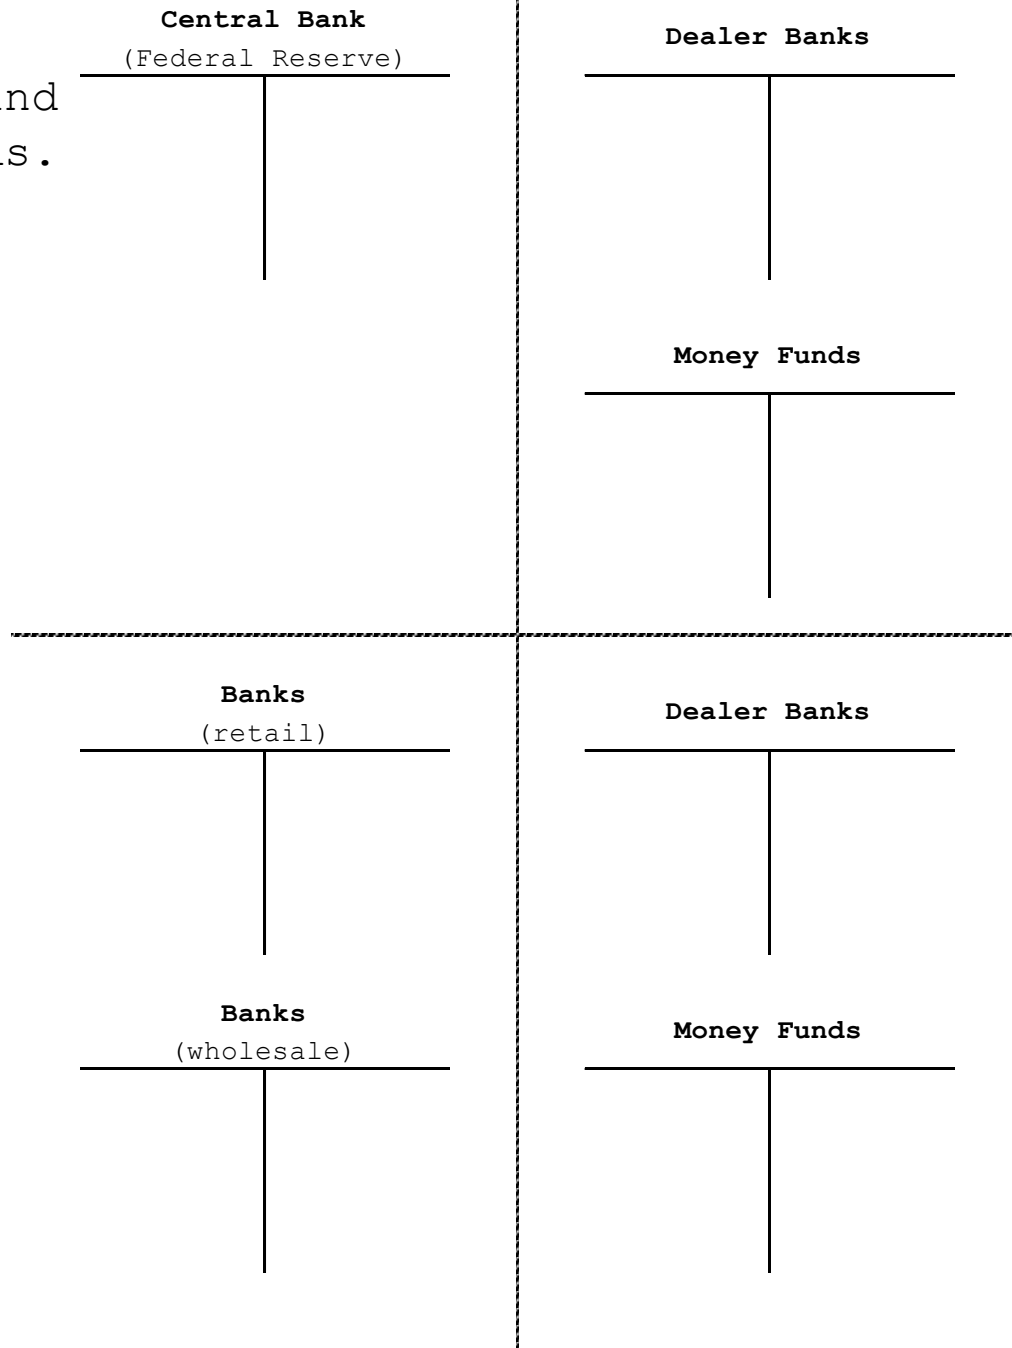 Central Bank
(Federal Reserve)
Dealer Banks
Money Funds
Banks
(retail)
Dealer Banks
Banks
(wholesale)
Money Funds